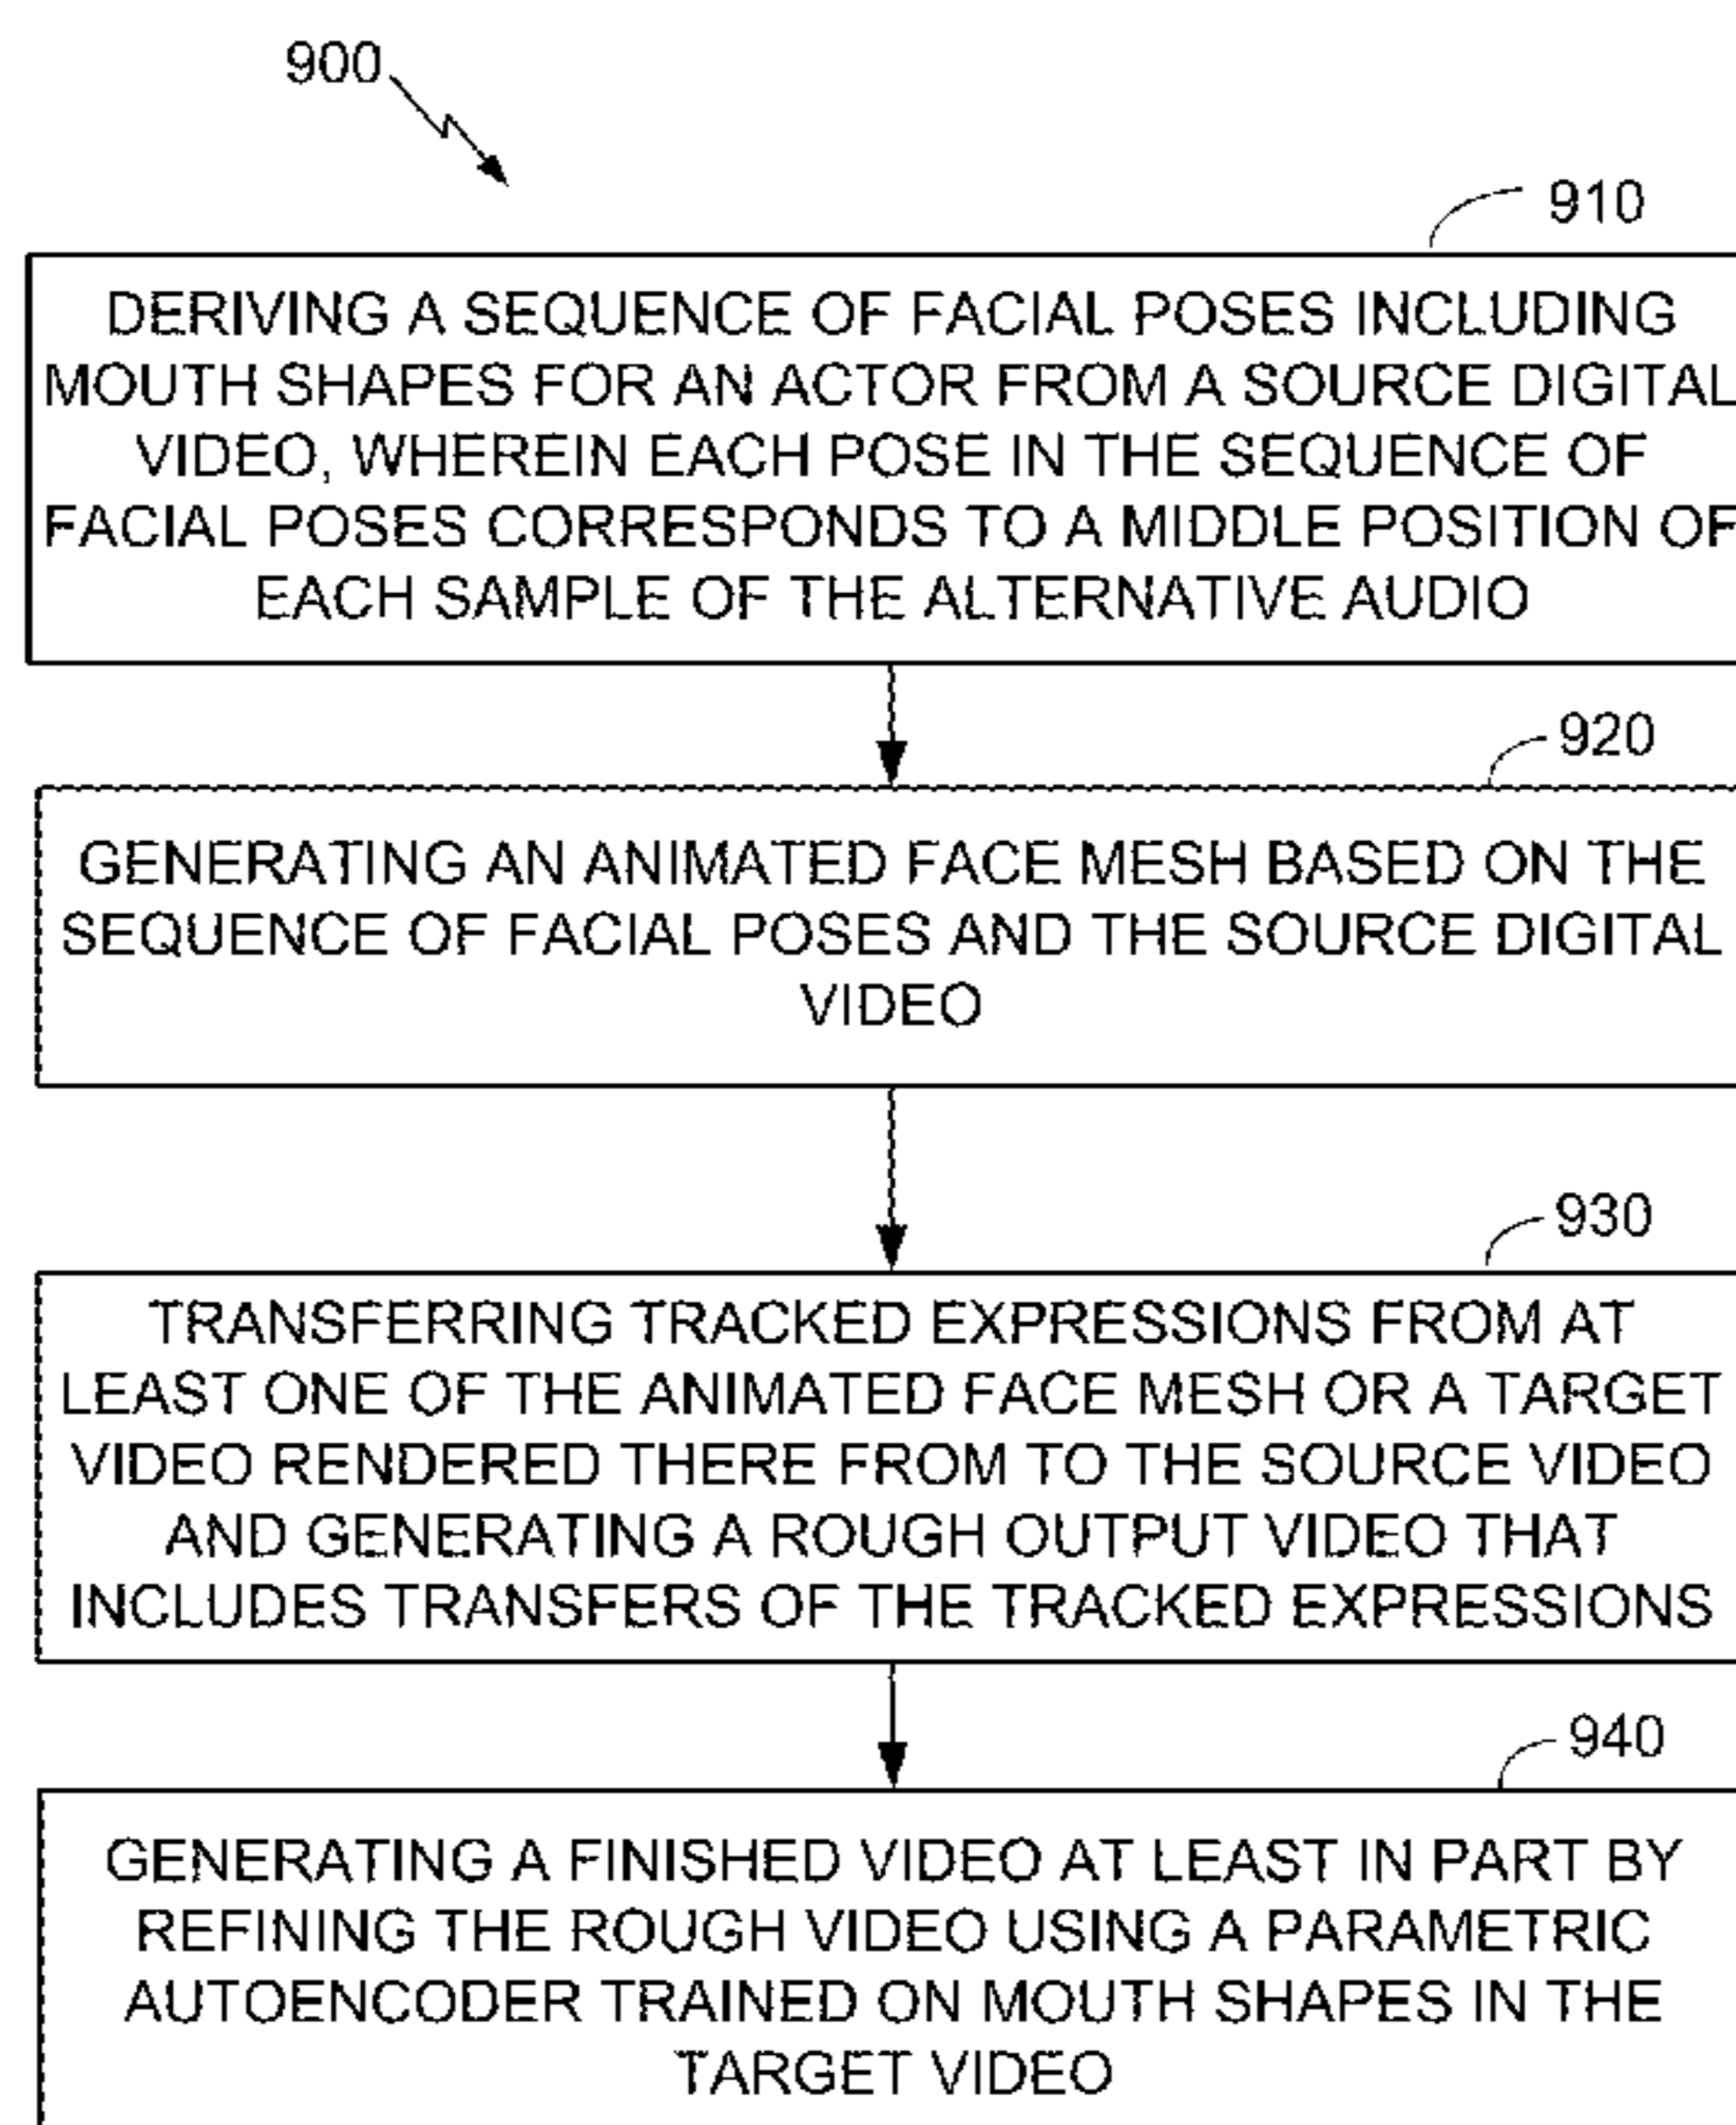 900
910
DERIVING A SEQUENCE OF FACIAL POSES INCLUDING
MOUTH SHAPES FOR AN ACTOR FROM A SOURCE DIGITAL
VIDEO, WHEREIN EACH POSE IN THE SEQUENCE OF
FACIAL POSES CORRESPONDS TO A MIDDLE POSITION OF
EACH SAMPLE OF THE ALTERNATIVE AUDIO
920
GENERATING AN ANIMATED FACE MESH BASED ON THE
SEQUENCE OF FACIAL POSES AND THE SOURCE DIGITAL
VIDEO
930
TRANSFERRING TRACKED EXPRESSIONS FROM AT
LEAST ONE OF THE ANIMATED FACE MESH OR A TARGET
VIDEO RENDERED THERE FROM TO THE SOURCE VIDEO
AND GENERATING A ROUGH OUTPUT VIDEO THAT
INCLUDES TRANSFERS OF THE TRACKED EXPRESSIONS
940
GENERATING A FINISHED VIDEO AT LEAST IN PART BY
REFINING THE ROUGH VIDEO USING A PARAMETRIC
AUTOENCODER TRAINED ON MOUTH SHAPES IN THE
TARGET VIDEO